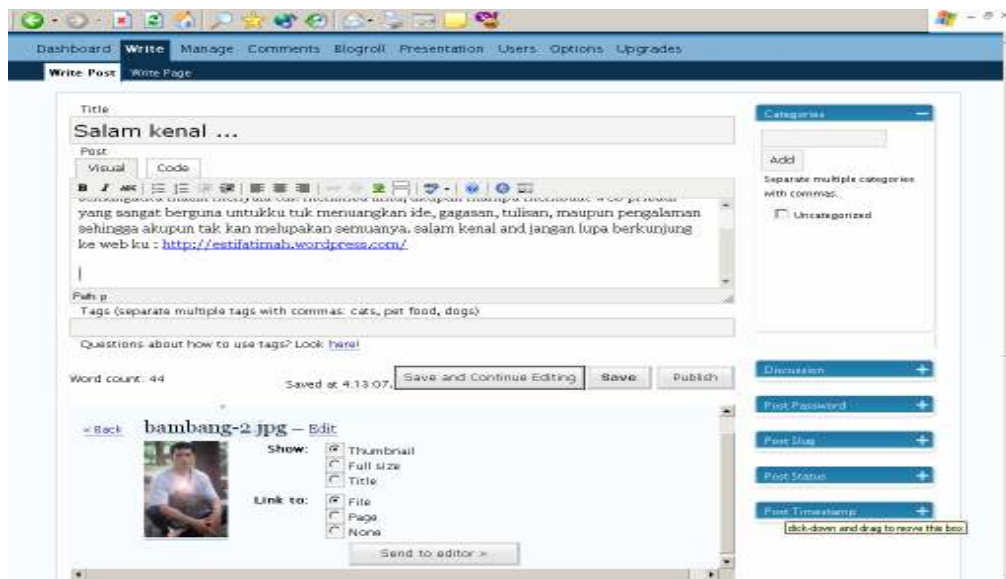 Dashboard Write Manage Comments Blogroll Presentation Users Options Upgrades
Write Post Write Page
Title
Salam kenal ...
Post
Visual Code
B I ABC
yang sangat berguna untukku tuk menuangkan ide, gagasan, tulisan, maupun pengalaman
sehingga akupun tak kan melupakan semuanya. salam kenal and jangan lupa berkunjung
ke web ku : http://estifatimah.wordpress.com/
Path: p
Tags (separate multiple tags with commas: cats, pet food, dogs)
Questions about how to use tags? Look here!
Word count: 44
Saved at 4:13:07.
Save and Continue Editing Save Publish
« Back bambang-2 jpg — Edit
Show: Thumbnail
Full size
Title
Link to: File
Page
None
Send to editor »
Categories
Add
Separate multiple categories
with commas.
Uncategorized
Discussion
Post Password
Post Slug
Post Status
Post Timestamp
click-down and drag to move this box